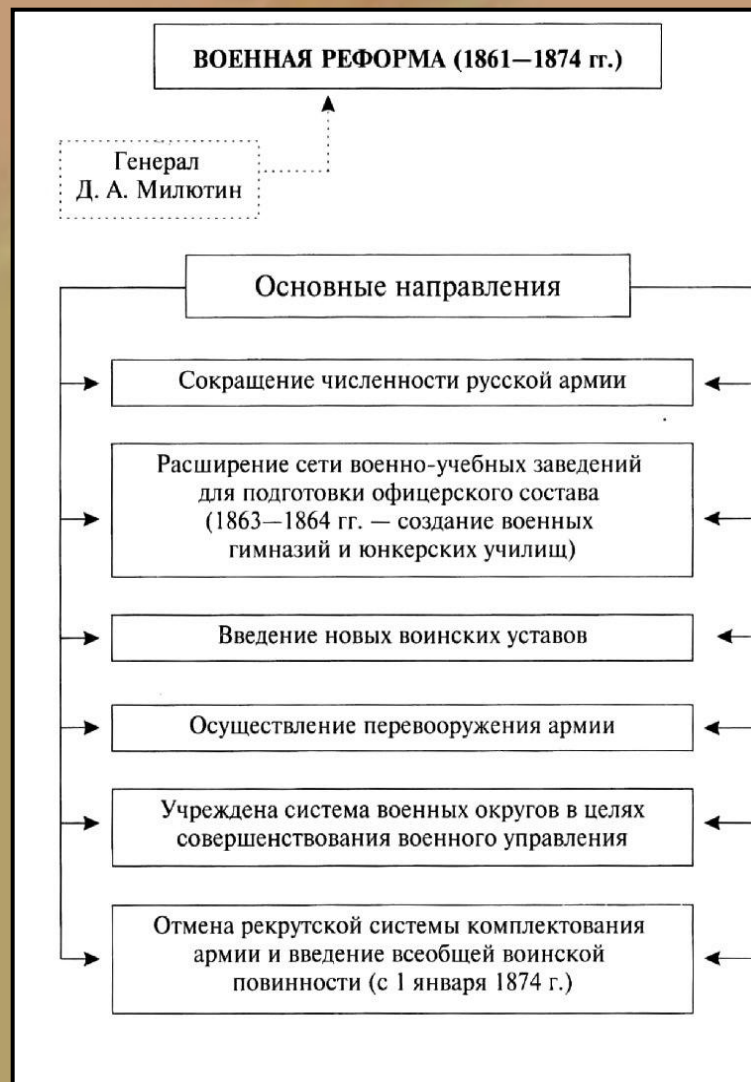 ВОЕННАЯ РЕФОРМА (1861—1874 гг.)
Генерал
Д. А. Милютин
Основные направления
Сокращение численности русской армии
Расширение сети военно-учебных заведений
для подготовки офицерского состава
(1863—1864 гг. — создание военных
гимназий и юнкерских училищ)
Введение новых воинских уставов
Осуществление перевооружения армии
Учреждена система военных округов в целях
совершенствования военного управления
Отмена рекрутской системы комплектования
армии и введение всеобщей воинской
повинности (с 1 января 1874 г.)